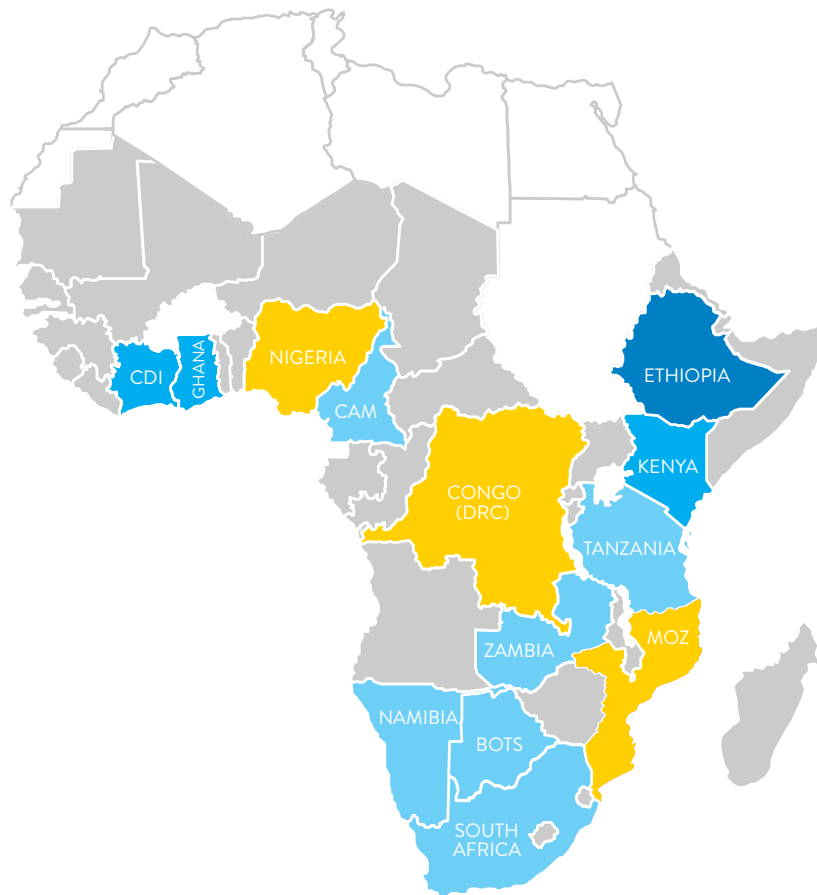 NIGERIA
CDI
GHANA
CAM
ETHIOPIA
KENYA
CONGO
(DRC)
TANZANIA
MOZ
ZAMBIA
NAMIBIA
BOTS
SOUTH
AFRICA